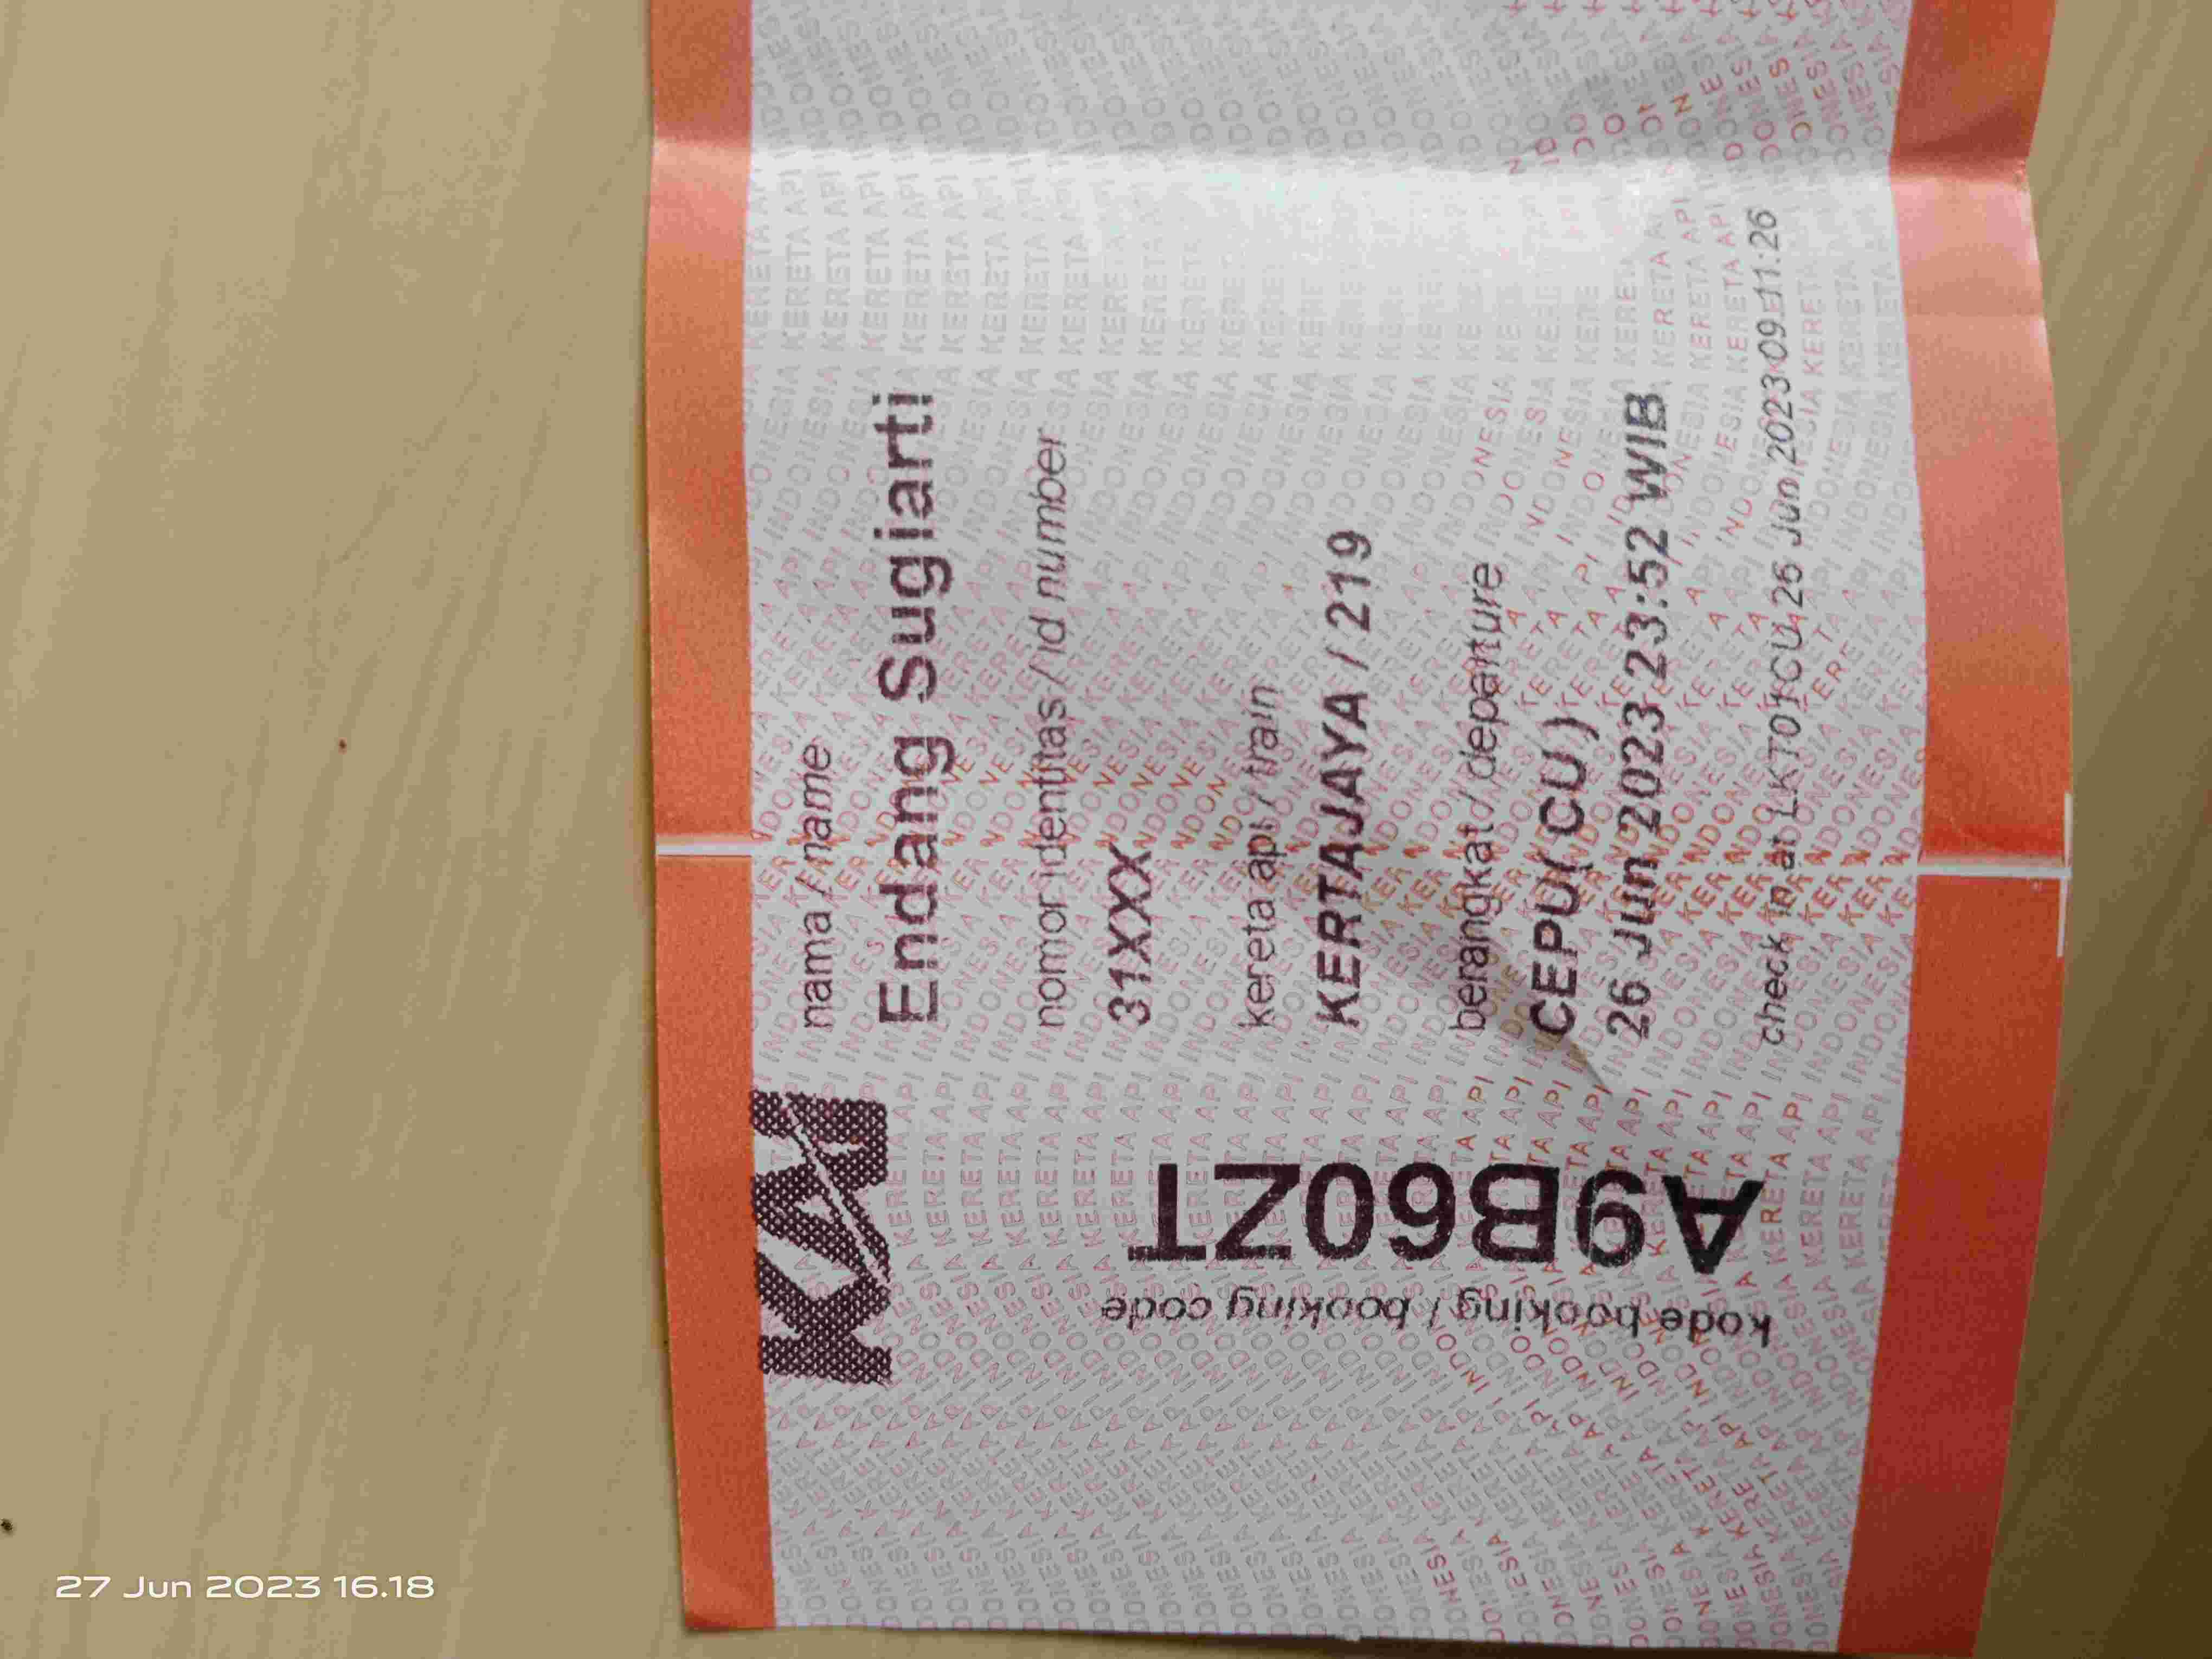 KAI
nama / name
Endang Sugiarti
nomor identitas / id number
31XXX
kereta api / train
KERTAJAYA / 219
berangkat / departure
CEPU( CU )
26 Jun 2023 23:52 WIB
check in at LKT01CU 26 Jun 2023 09:11:26
kode booking / booking code
A9B60ZT
27 Jun 2023 16.18